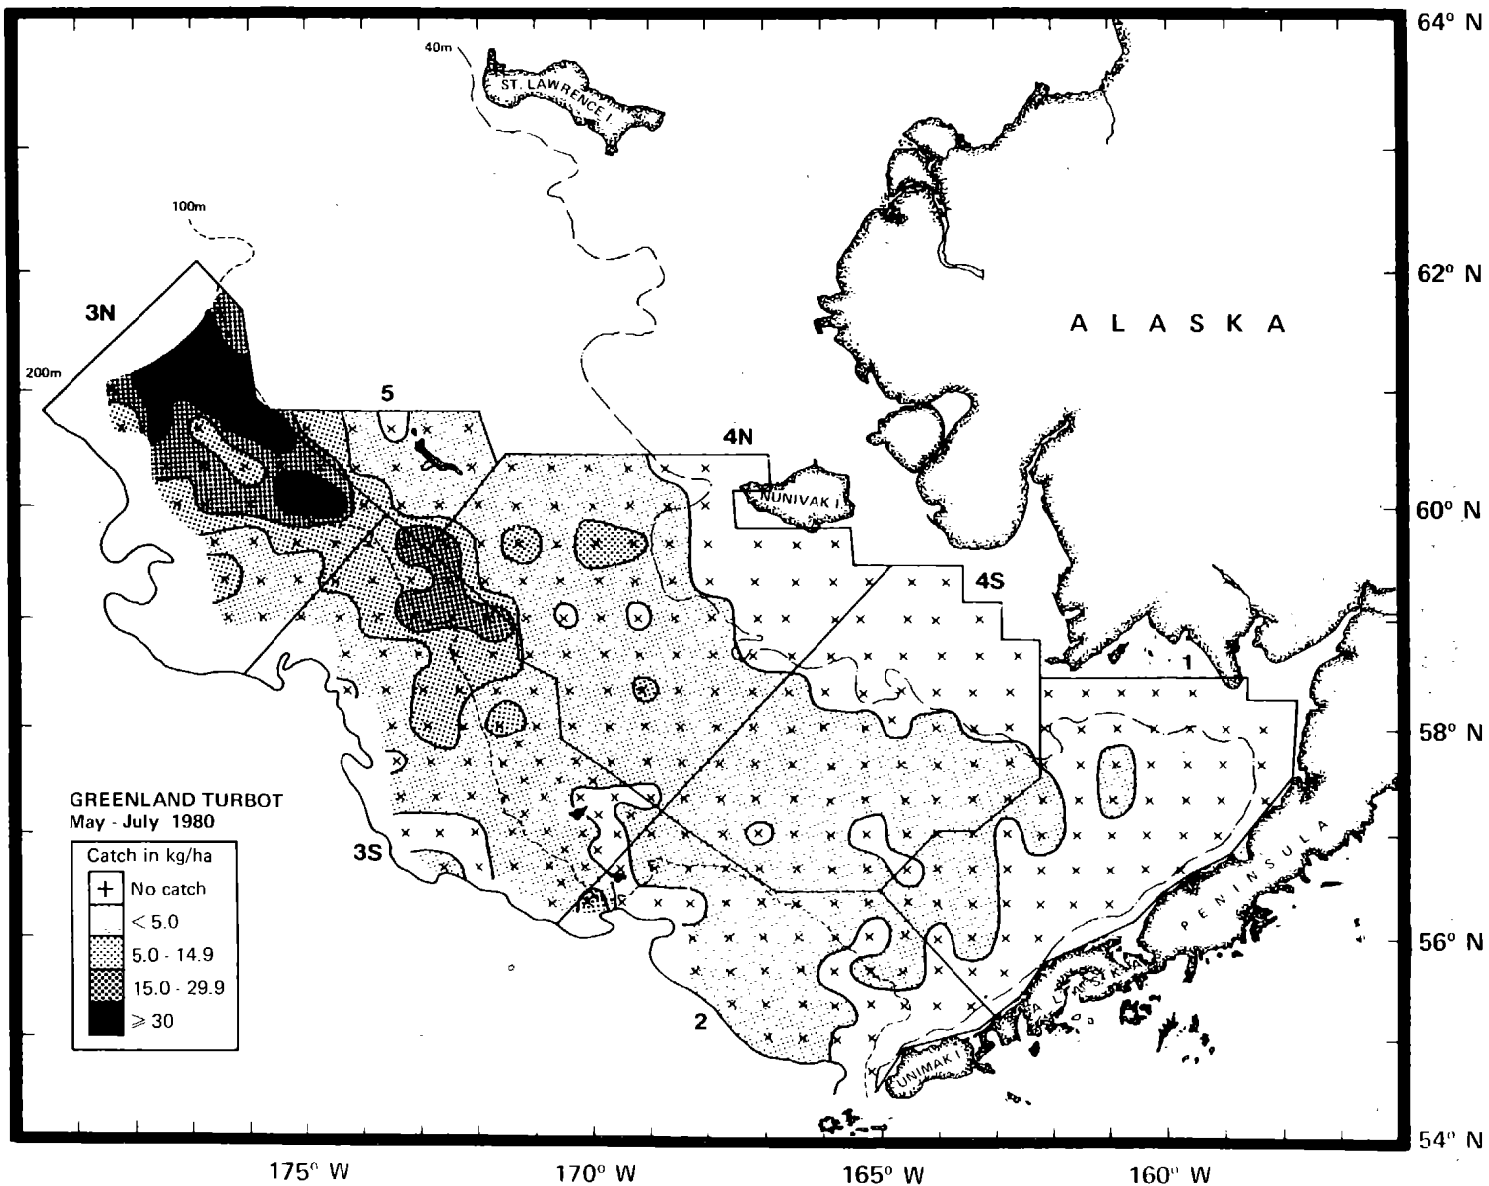 64° N
40m
ST. LAWRENCE I
100m
62° N
3N
ALASKA
200m
5
4N
NUNIVAK I
60° N
4S
1
58° N
GREENLAND TURBOT
May - July 1980
Catch in kg/ha
+ No catch
< 5.0
5.0 - 14.9
15.0 - 29.9
⩾ 30
3S
PENINSULA
56° N
ALASKA
2
UNIMAK I
54° N
175° W
170° W
165° W
160° W